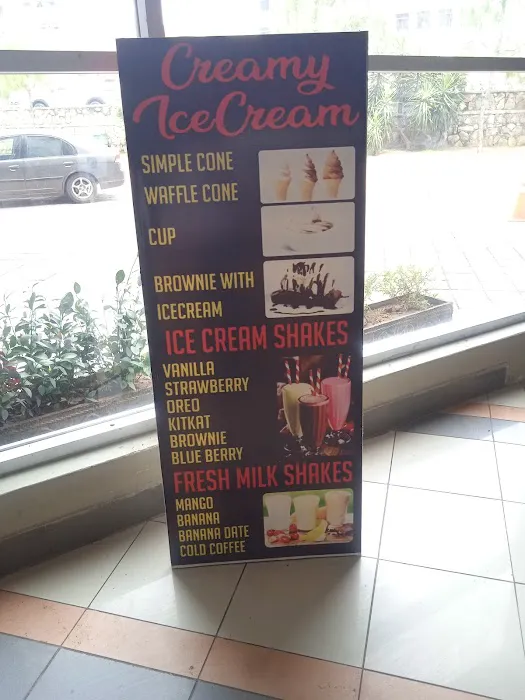 Creamy
IceCream
SIMPLE CONE
WAFFLE CONE
CUP
BROWNIE WITH
ICECREAM
ICE CREAM SHAKES
VANILLA
STRAWBERRY
OREO
KITKAT
BROWNIE
BLUE BERRY
FRESH MILK SHAKES
MANGO
BANANA
BANANA DATE
COLD COFFEE